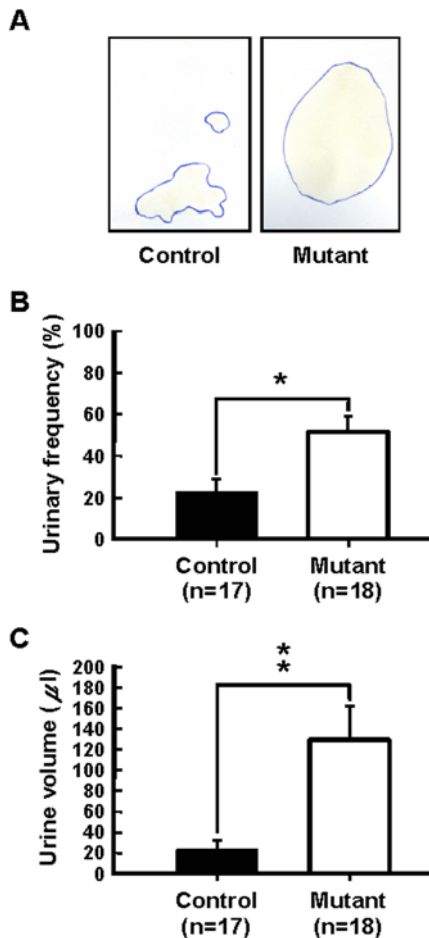 A
Control Mutant
B
Urinary frequency (%)
100
80
60
40
20
0
*
Control Mutant
(n=17) (n=18)
C
Urine volume (μl)
200
180
160
140
120
100
80
60
40
20
0
*
*
Control Mutant
(n=17) (n=18)